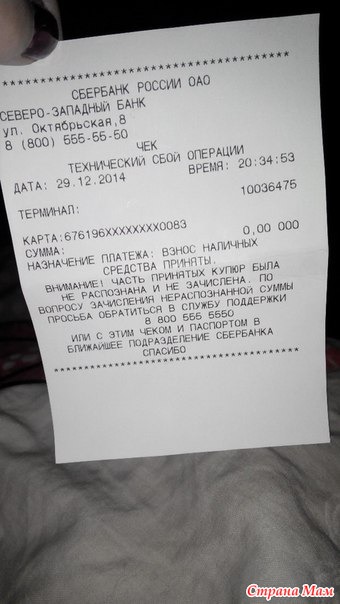 ****************************************
СБЕРБАНК РОССИИ ОАО
СЕВЕРО-ЗАПАДНЫЙ БАНК
ул. Октябрьская,8
8 (800) 555-55-50
ЧЕК
ТЕХНИЧЕСКИЙ СБОЙ ОПЕРАЦИИ
ДАТА: 29.12.2014 ВРЕМЯ: 20:34:53
ТЕРМИНАЛ: 10036475
КАРТА:676196XXXXXXXX0083
СУММА: 0,00 000
НАЗНАЧЕНИЕ ПЛАТЕЖА: ВЗНОС НАЛИЧНЫХ
СРЕДСТВА ПРИНЯТЫ.
ВНИМАНИЕ! ЧАСТЬ ПРИНЯТЫХ КУПЮР БЫЛА
НЕ РАСПОЗНАНА И НЕ ЗАЧИСЛЕНА. ПО
ВОПРОСУ ЗАЧИСЛЕНИЯ НЕРАСПОЗНАННОЙ СУММЫ
ПРОСЬБА ОБРАТИТЬСЯ В СЛУЖБУ ПОДДЕРЖКИ
8 800 555 5550
ИЛИ С ЭТИМ ЧЕКОМ И ПАСПОРТОМ В
БЛИЖАЙШЕЕ ПОДРАЗДЕЛЕНИЕ СБЕРБАНКА
СПАСИБО
****************************************
Страна Мам